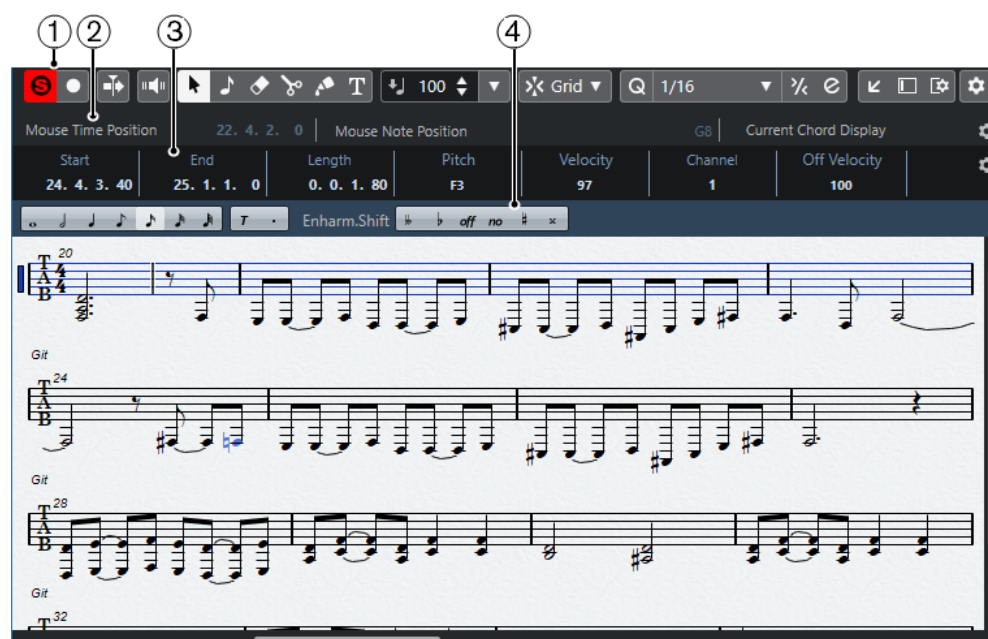 1 2 3 4
S T 100 Grid Q 1/16 e
Mouse Time Position 22. 4. 2. 0 Mouse Note Position G8 Current Chord Display
Start End Length Pitch Velocity Channel Off Velocity
24. 4. 3. 40 25. 1. 1. 0 0. 0. 1. 80 F3 97 1 100
T . Enharm.Shift off no
20
T
A
B
4
4
Git
24
T
A
B
Git
28
T
A
B
Git
32
T